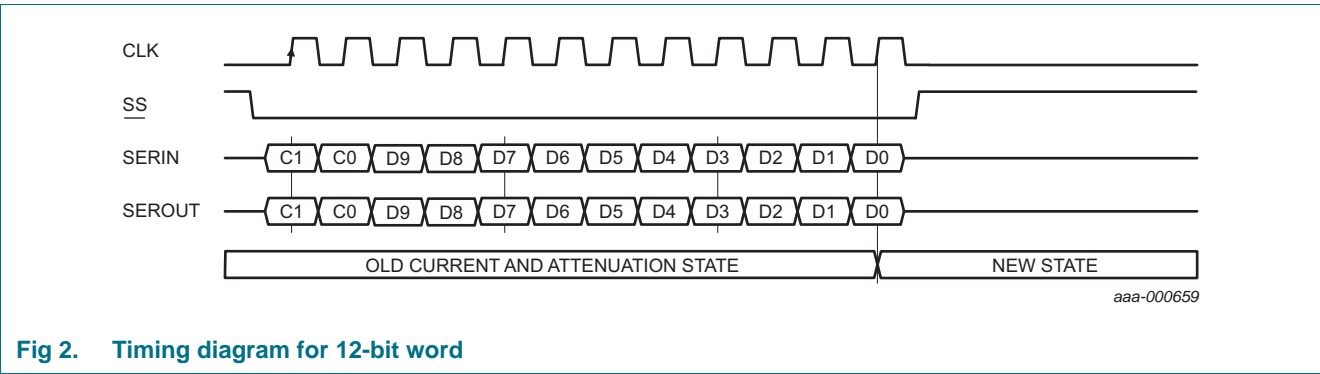 CLK
SS
SERIN C1 C0 D9 D8 D7 D6 D5 D4 D3 D2 D1 D0
SEROUT C1 C0 D9 D8 D7 D6 D5 D4 D3 D2 D1 D0
OLD CURRENT AND ATTENUATION STATE NEW STATE
aaa-000659
Fig 2. Timing diagram for 12-bit word